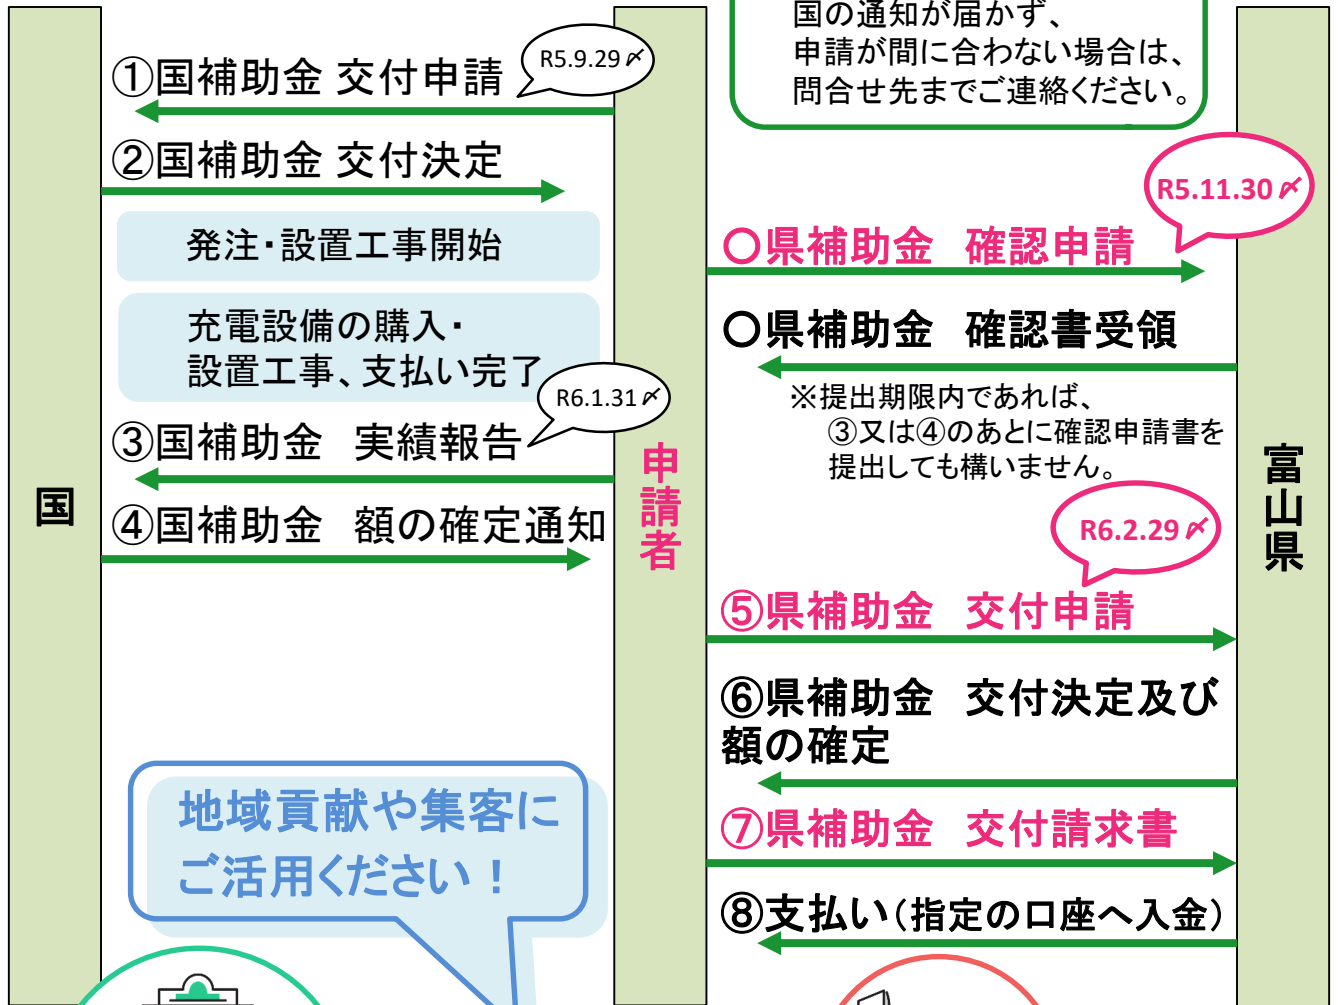 国の通知が届かず、
申請が間に合わない場合は、
問合せ先までご連絡ください。
国
①国補助金 交付申請
R5.9.29〆
②国補助金 交付決定
発注・設置工事開始
充電設備の購入・
設置工事、支払い完了
R6.1.31〆
③国補助金　実績報告
④国補助金　額の確定通知
申請者
R5.11.30〆
〇県補助金　確認申請
〇県補助金　確認書受領
※提出期限内であれば、
③又は④のあとに確認申請書を
提出しても構いません。
R6.2.29〆
⑤県補助金　交付申請
⑥県補助金　交付決定及び
額の確定
⑦県補助金　交付請求書
⑧支払い（指定の口座へ入金）
富山県
地域貢献や集客に
ご活用ください！